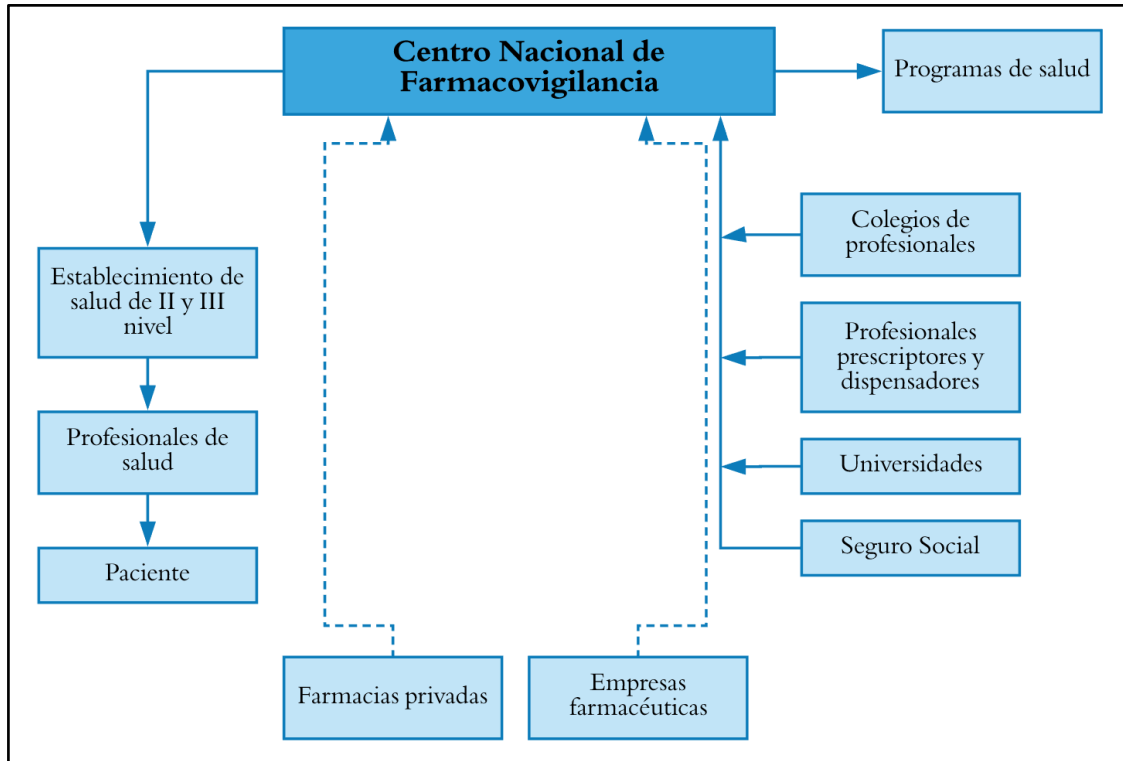 Centro Nacional de
Farmacovigilancia
Programas de salud
Establecimiento de
salud de II y III
nivel
Profesionales de
salud
Paciente
Colegios de
profesionales
Profesionales
prescriptores y
dispensadores
Universidades
Seguro Social
Farmacias privadas
Empresas
farmacéuticas